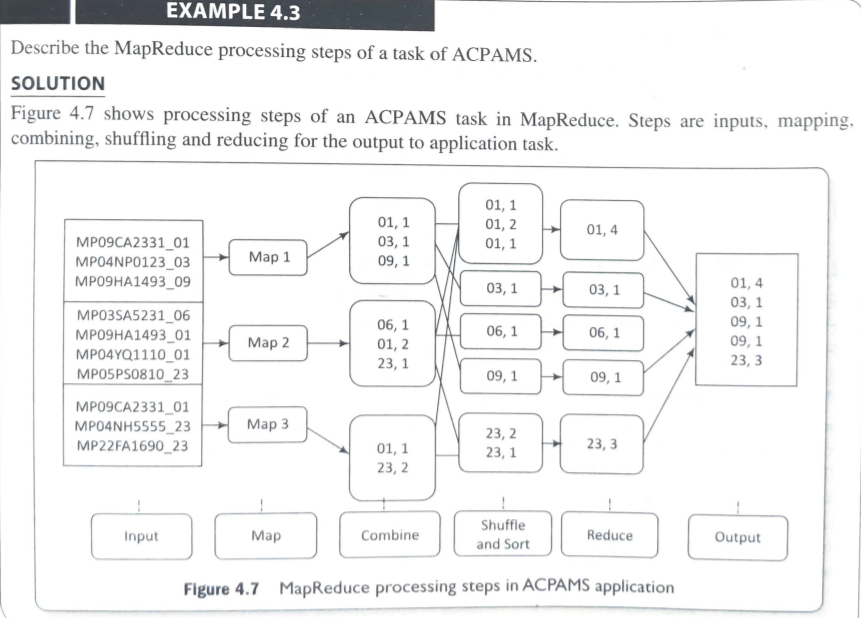 EXAMPLE 4.3
Describe the MapReduce processing steps of a task of ACPAMS.
SOLUTION
Figure 4.7 shows processing steps of an ACPAMS task in MapReduce. Steps are inputs, mapping,
combining, shuffling and reducing for the output to application task.
MP09CA2331_01
MP04NP0123_03
MP09HA1493_09
MP03SA5231_06
MP09HA1493_01
MP04YQ1110_01
MP05PS0810_23
MP09CA2331_01
MP04NH5555_23
MP22FA1690_23
Map 1
Map 2
Map 3
01, 1
03, 1
09, 1
06, 1
01, 2
23, 1
01, 1
23, 2
01, 1
01, 2
01, 1
03, 1
06, 1
09, 1
23, 2
23, 1
01, 4
03, 1
06, 1
09, 1
23, 3
01, 4
03, 1
09, 1
09, 1
23, 3
Input
Map
Combine
Shuffle
and Sort
Reduce
Output
Figure 4.7 MapReduce processing steps in ACPAMS application